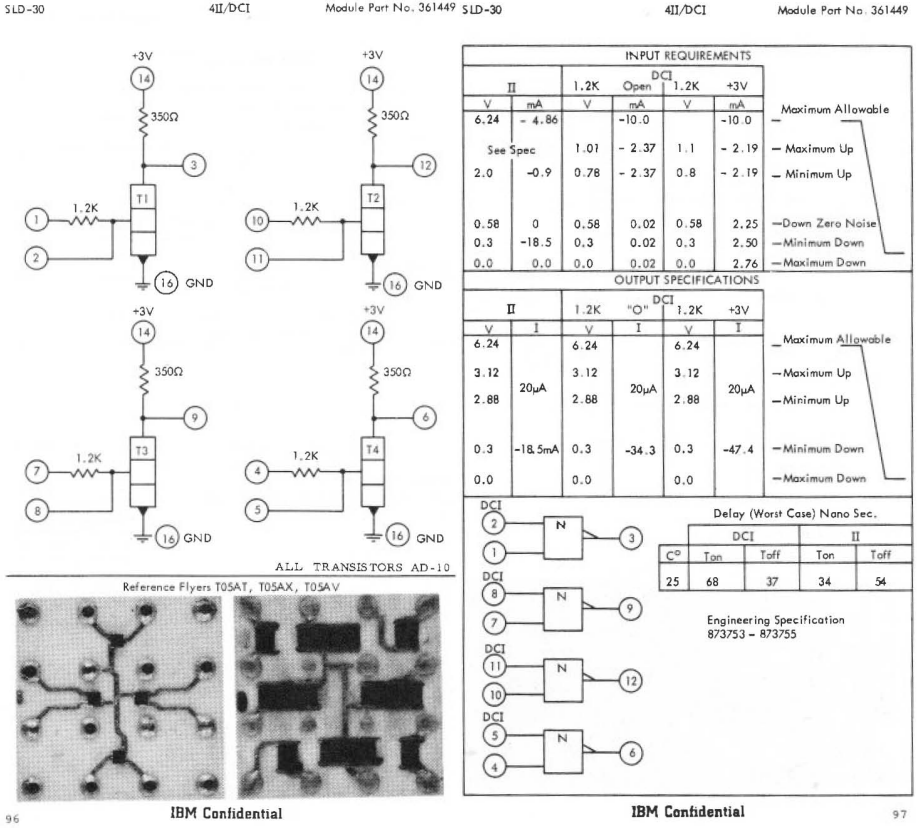 SLD-30 4II/DCI Module Part No. 361449
+3V
14
350Ω
3
T1
1.2K
1
2
16 GND
+3V
14
350Ω
12
T2
1.2K
10
11
16 GND
+3V
14
350Ω
9
T3
1.2K
7
8
16 GND
+3V
14
350Ω
6
T4
1.2K
4
5
16 GND
ALL TRANSISTORS AD-10
Reference Flyers T05AT, T05AX, T05AV
96 IBM Confidential
SLD-30 4II/DCI Module Part No. 361449
INPUT REQUIREMENTS
DCI
II 1.2K Open 1.2K +3V
V mA V mA V mA
6.24 - 4.86 -10.0 -10.0 Maximum Allowable
See Spec 1.01 - 2.37 1.1 - 2.19 Maximum Up
2.0 -0.9 0.78 - 2.37 0.8 - 2.19 Minimum Up
0.58 0 0.58 0.02 0.58 2.25 Down Zero Noise
0.3 -18.5 0.3 0.02 0.3 2.50 Minimum Down
0.0 0.0 0.0 0.02 0.0 2.76 Maximum Down
OUTPUT SPECIFICATIONS
DCI
II 1.2K "O" 1.2K +3V
V I V I V I
6.24 6.24 6.24 Maximum Allowable
3.12 3.12 3.12 Maximum Up
20µA 20µA 20µA
2.88 2.88 2.88 Minimum Up
0.3 -18.5mA 0.3 -34.3 0.3 -47.4 Minimum Down
0.0 0.0 0.0 Maximum Down
DCI
2
1
N
3
DCI
8
7
N
9
DCI
11
10
N
12
DCI
5
4
N
6
Delay (Worst Case) Nano Sec.
DCI II
C° Ton Toff Ton Toff
25 68 37 34 54
Engineering Specification
873753 - 873755
IBM Confidential 97